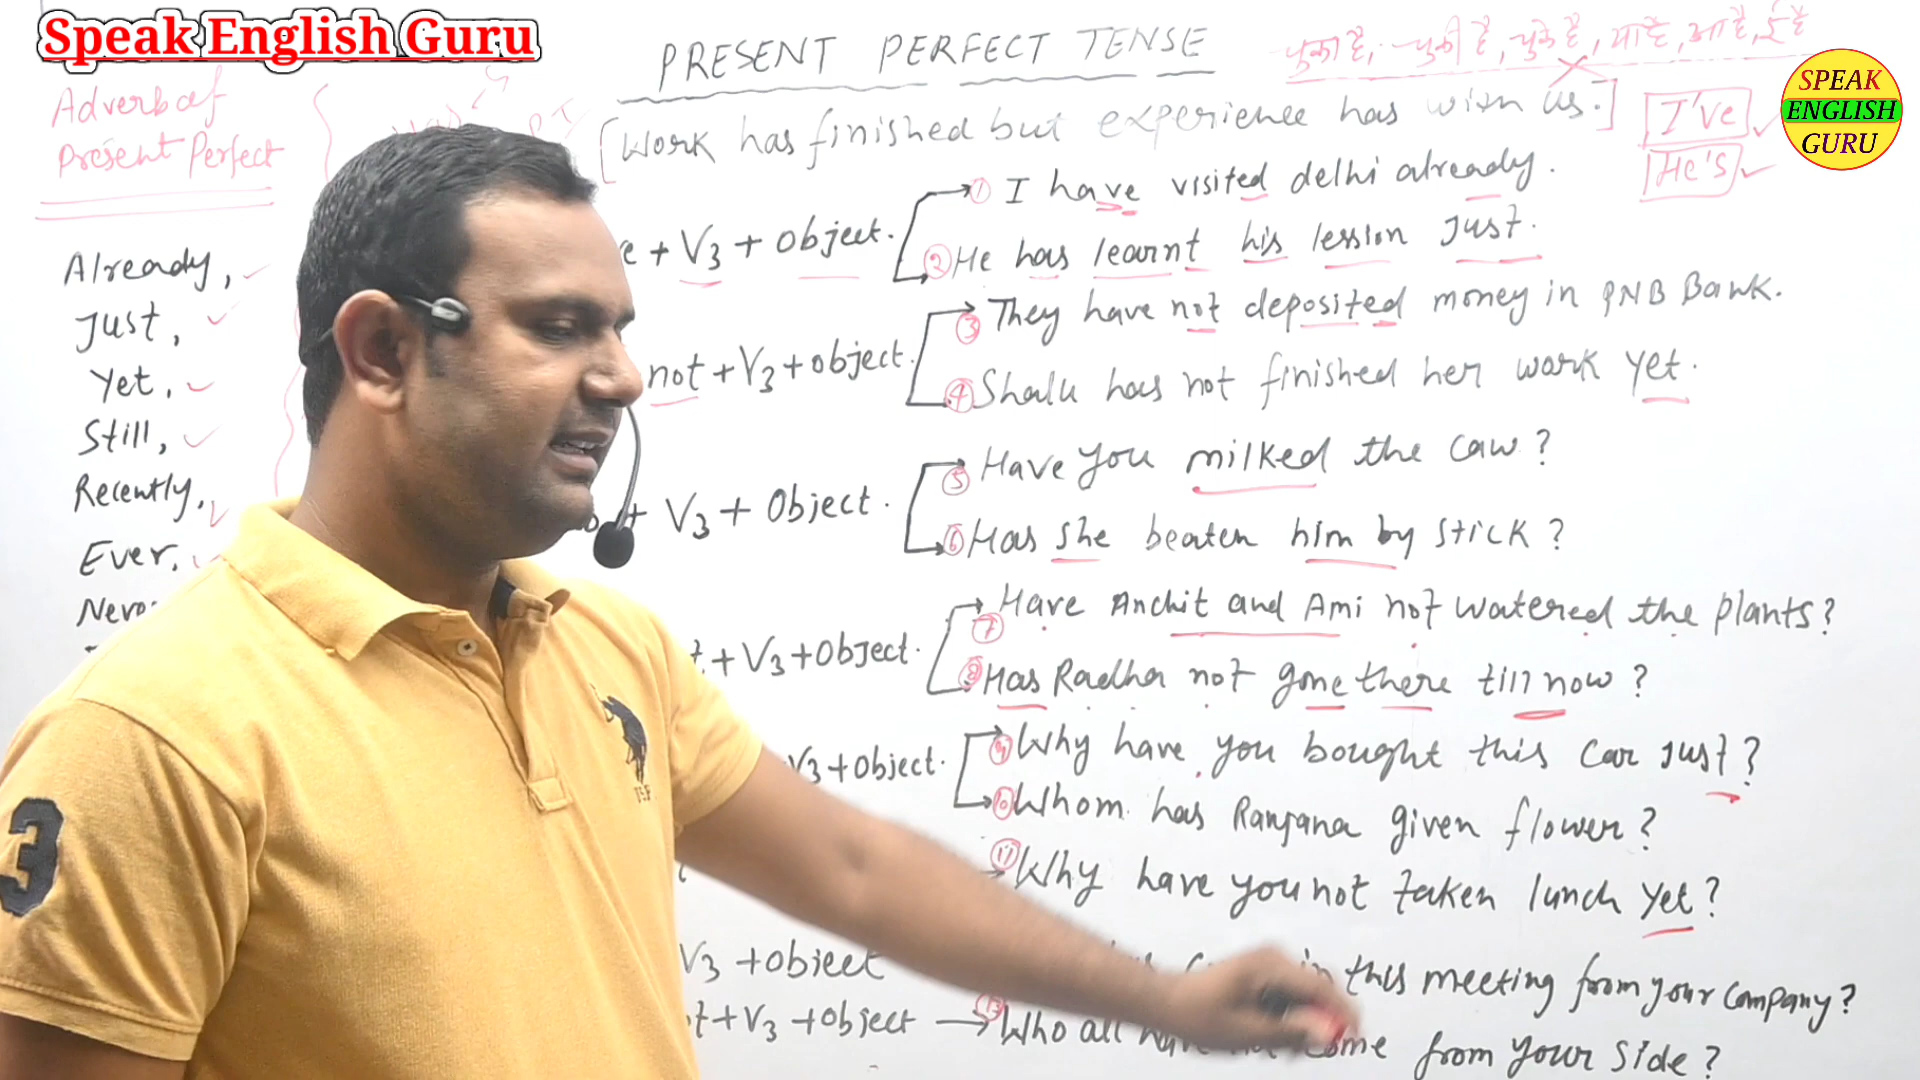 Speak English Guru
PRESENT PERFECT TENSE
चुका है, चुकी है, चुके हैं, या है, आ है, ई है
SPEAK
ENGLISH
GURU
Adverb of
Present Perfect
[Work has finished but experience has with us.]
I've
He's
Already,
Just,
Yet,
Still,
Recently,
Ever,
e + V3 + Object.
① I have visited delhi already.
② He has learnt his lession Just.
not + V3 + object.
③ They have not deposited money in PNB Bank.
④ Shalu has not finished her work yet.
+ V3 + Object.
⑤ Have you milked the caw?
⑥ Has she beaten him by stick?
t. + V3 + Object.
⑦ Have Anchit and Ami not watered the plants?
⑧ Has Radha not gone there till now?
V3 + Object.
⑨ Why have you bought this car Just?
⑩ Whom has Ranjana given flower?
⑪ Why have you not taken lunch yet?
V3 + object
this meeting from your company?
t + V3 + object → ⑬ Who all come from your side?
3